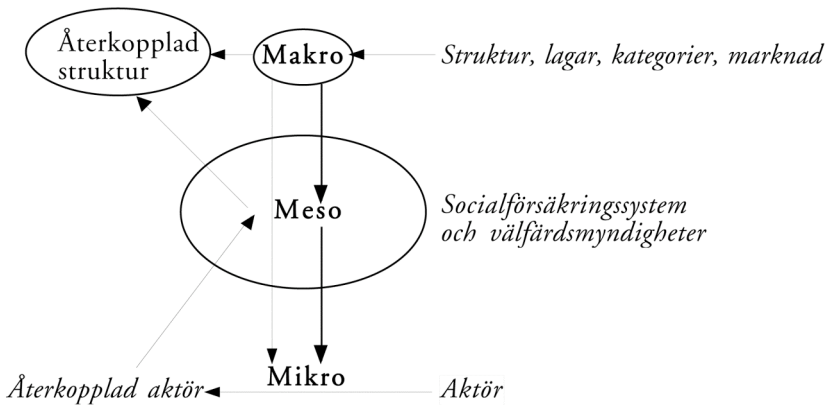 Återkopplad
struktur
Makro
Struktur, lagar, kategorier, marknad
Meso
Socialförsäkringssystem
och välfärdsmyndigheter
Återkopplad aktör
Mikro
Aktör